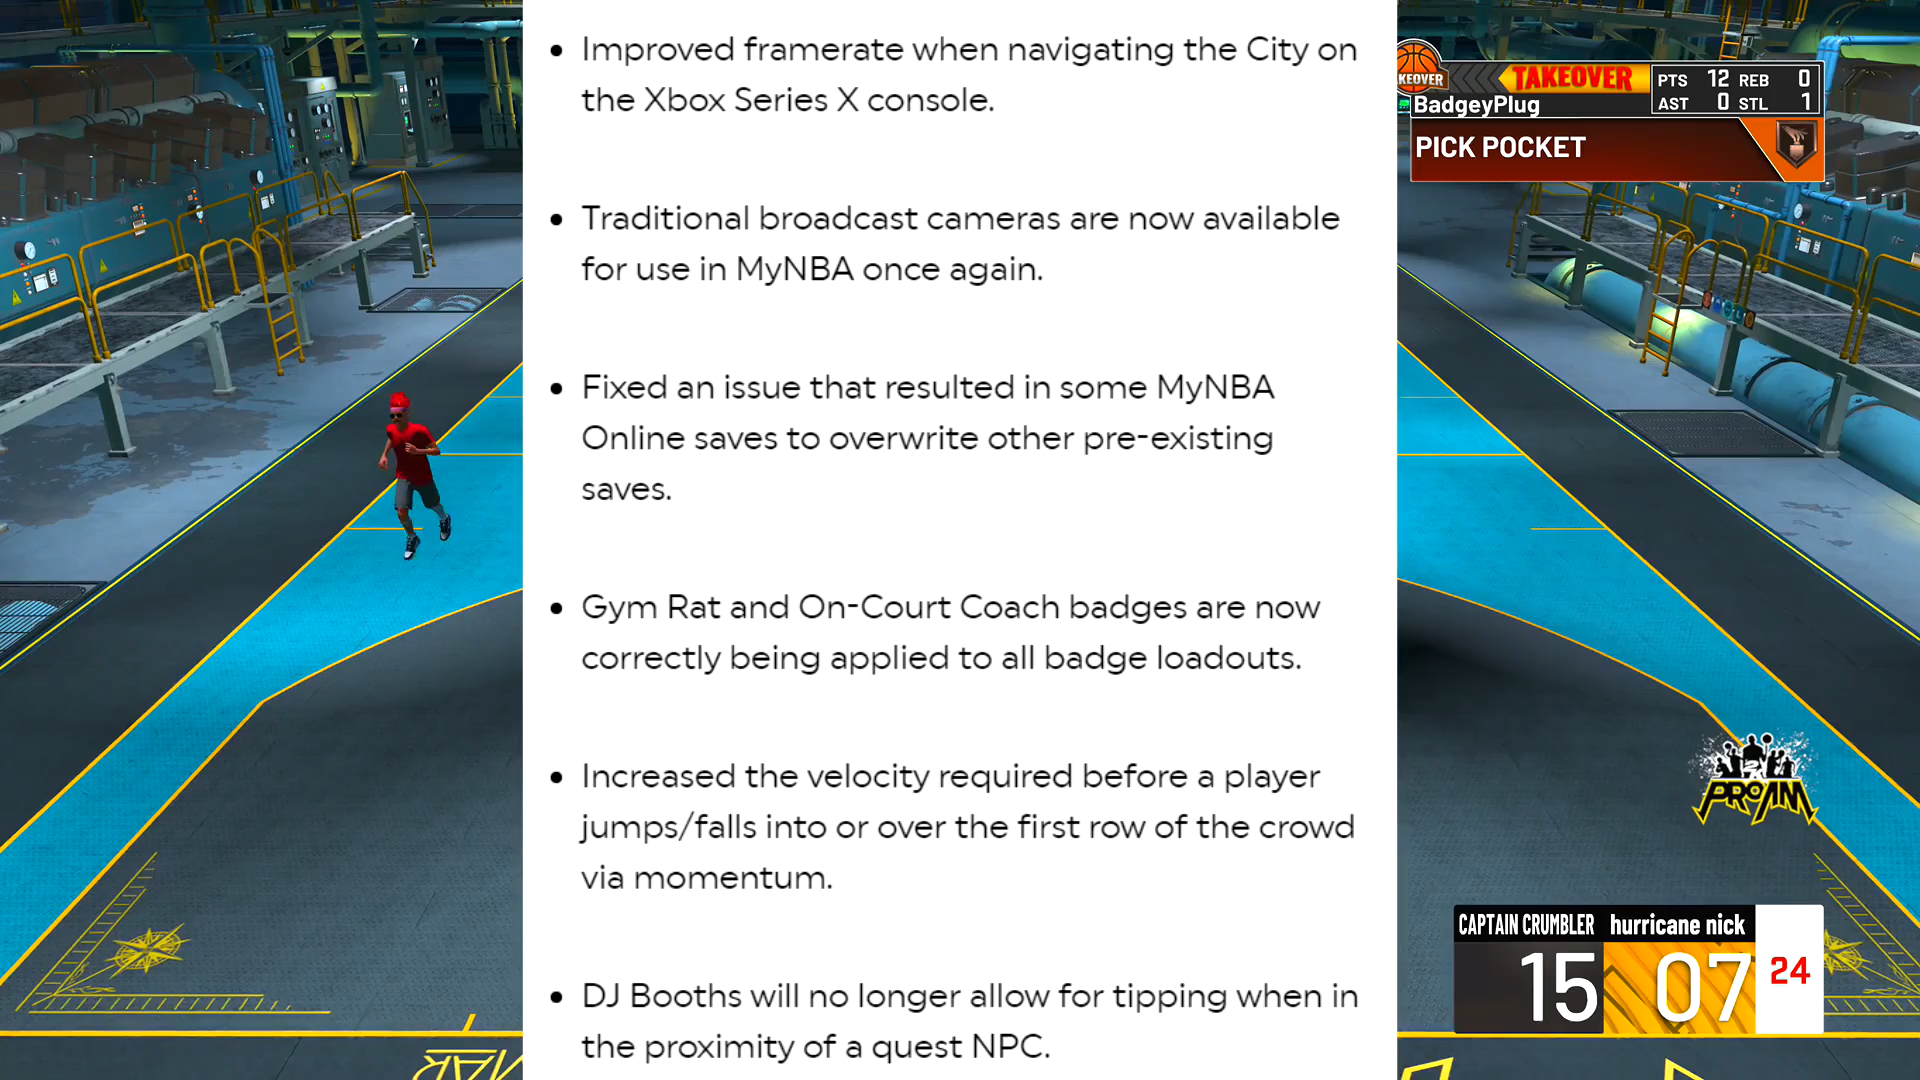 • Improved framerate when navigating the City on
the Xbox Series X console.
• Traditional broadcast cameras are now available
for use in MyNBA once again.
• Fixed an issue that resulted in some MyNBA
Online saves to overwrite other pre-existing
saves.
• Gym Rat and On-Court Coach badges are now
correctly being applied to all badge loadouts.
• Increased the velocity required before a player
jumps/falls into or over the first row of the crowd
via momentum.
• DJ Booths will no longer allow for tipping when in
the proximity of a quest NPC.
TAKEOVER PTS 12 REB 0
BadgeyPlug AST 0 STL 1
PICK POCKET
2K
PROAM
CAPTAIN CRUMBLER hurricane nick
15 07 24